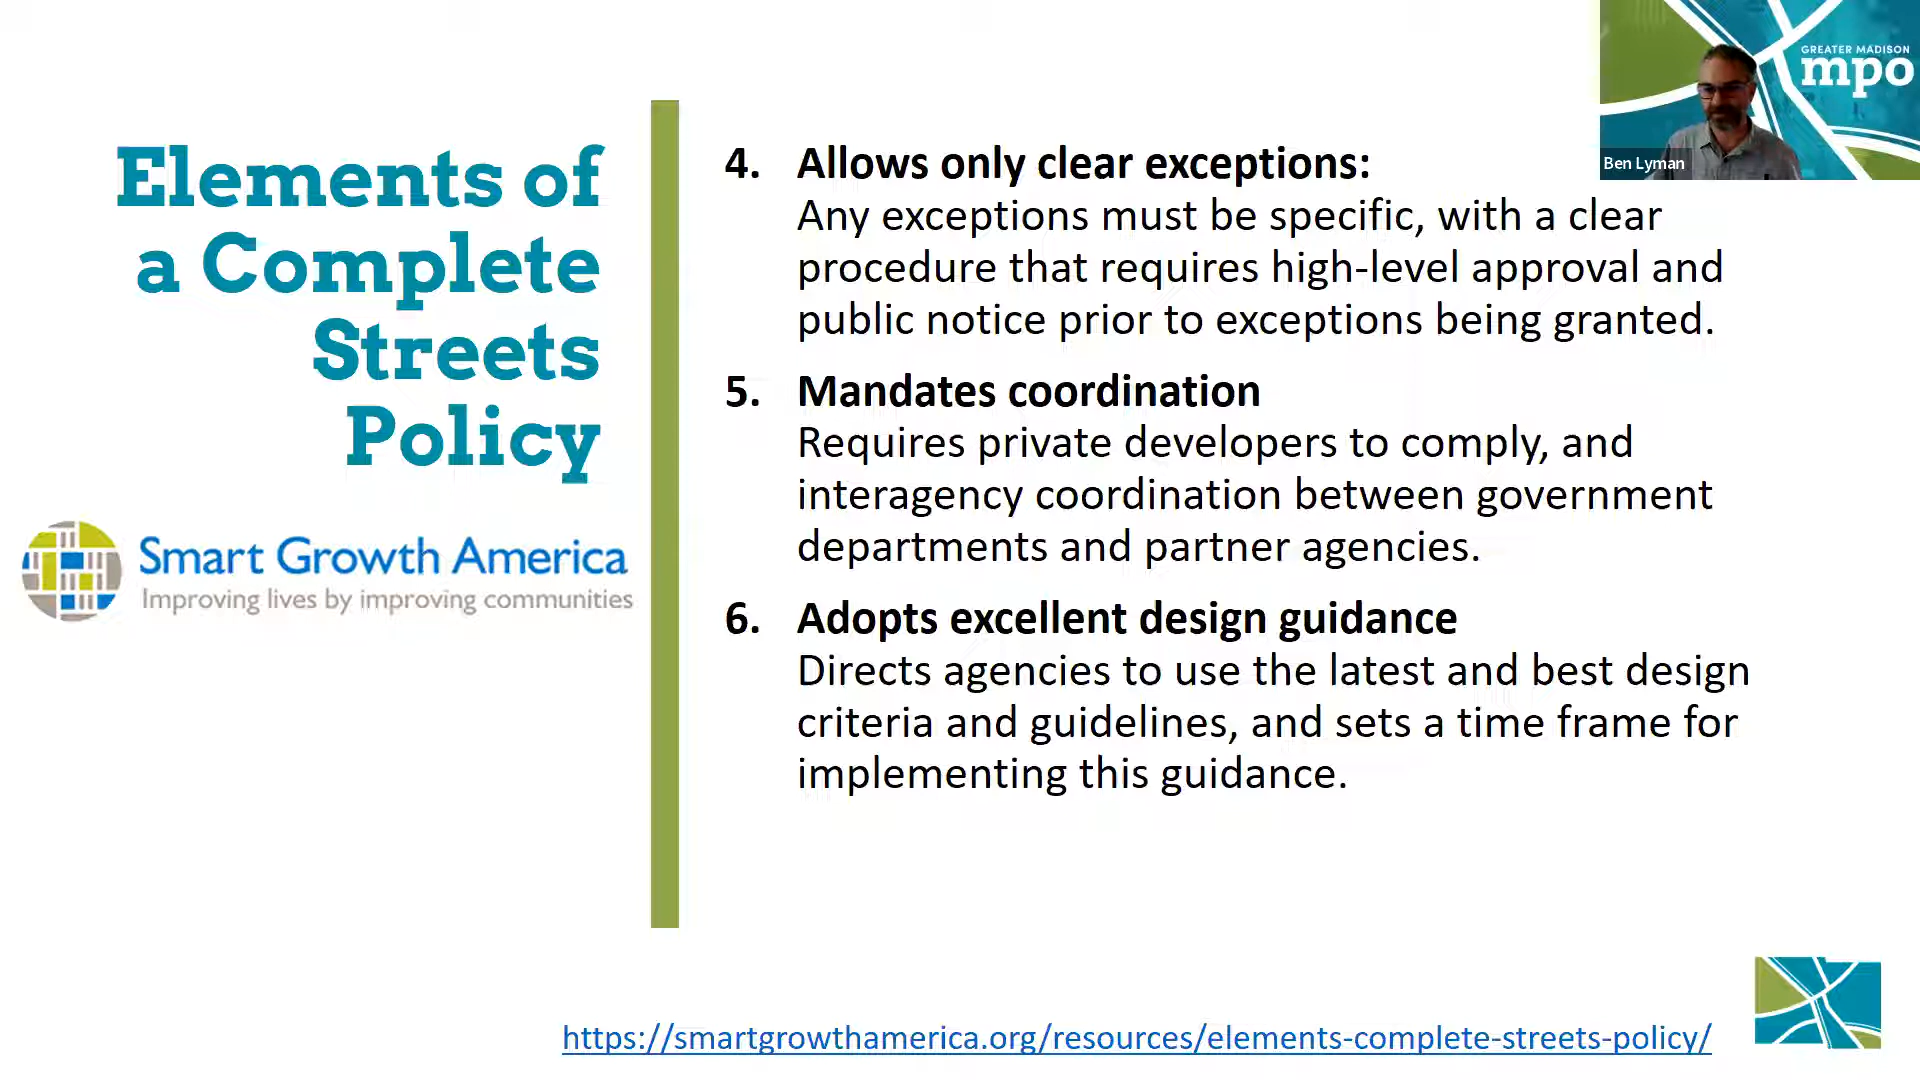 Elements of
a Complete
Streets
Policy
Smart Growth America
Improving lives by improving communities
4. Allows only clear exceptions:
Any exceptions must be specific, with a clear
procedure that requires high-level approval and
public notice prior to exceptions being granted.
5. Mandates coordination
Requires private developers to comply, and
interagency coordination between government
departments and partner agencies.
6. Adopts excellent design guidance
Directs agencies to use the latest and best design
criteria and guidelines, and sets a time frame for
implementing this guidance.
https://smartgrowthamerica.org/resources/elements-complete-streets-policy/
GREATER MADISON
mpo
Ben Lyman